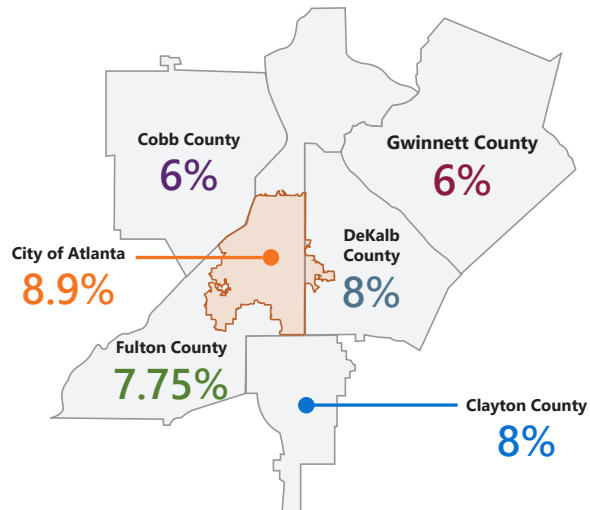 Cobb County
6%
Gwinnett County
6%
City of Atlanta
8.9%
DeKalb
County
8%
Fulton County
7.75%
Clayton County
8%